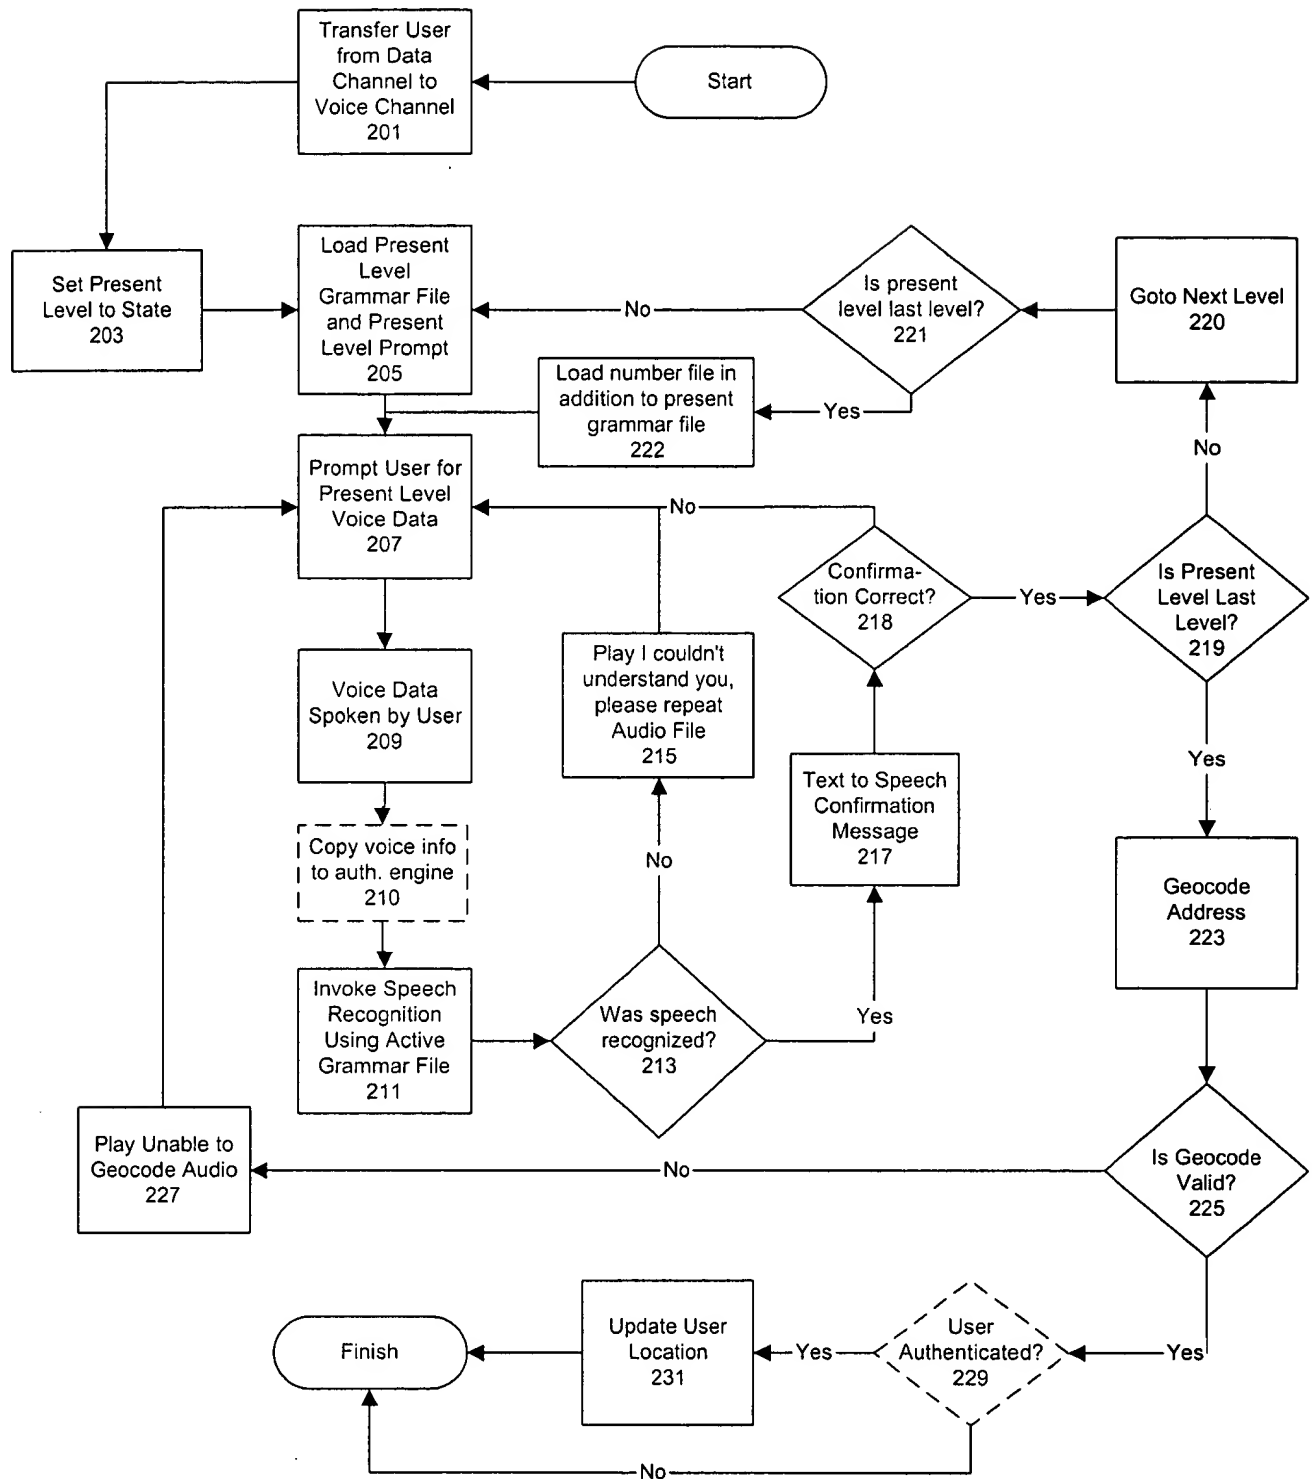 Transfer User
from Data
Channel to
Voice Channel
201
Start
Set Present
Level to State
203
Load Present
Level
Grammar File
and Present
Level Prompt
205
No
Is present
level last level?
221
Goto Next Level
220
Load number file in
addition to present
grammar file
222
Yes
No
Prompt User for
Present Level
Voice Data
207
No
Confirma-
tion Correct?
218
Yes
Is Present
Level Last
Level?
219
Voice Data
Spoken by User
209
Play I couldn't
understand you,
please repeat
Audio File
215
Text to Speech
Confirmation
Message
217
Yes
Copy voice info
to auth. engine
210
No
Geocode
Address
223
Invoke Speech
Recognition
Using Active
Grammar File
211
Was speech
recognized?
213
Yes
Play Unable to
Geocode Audio
227
No
Is Geocode
Valid?
225
Finish
Update User
Location
231
Yes
User
Authenticated?
229
Yes
No